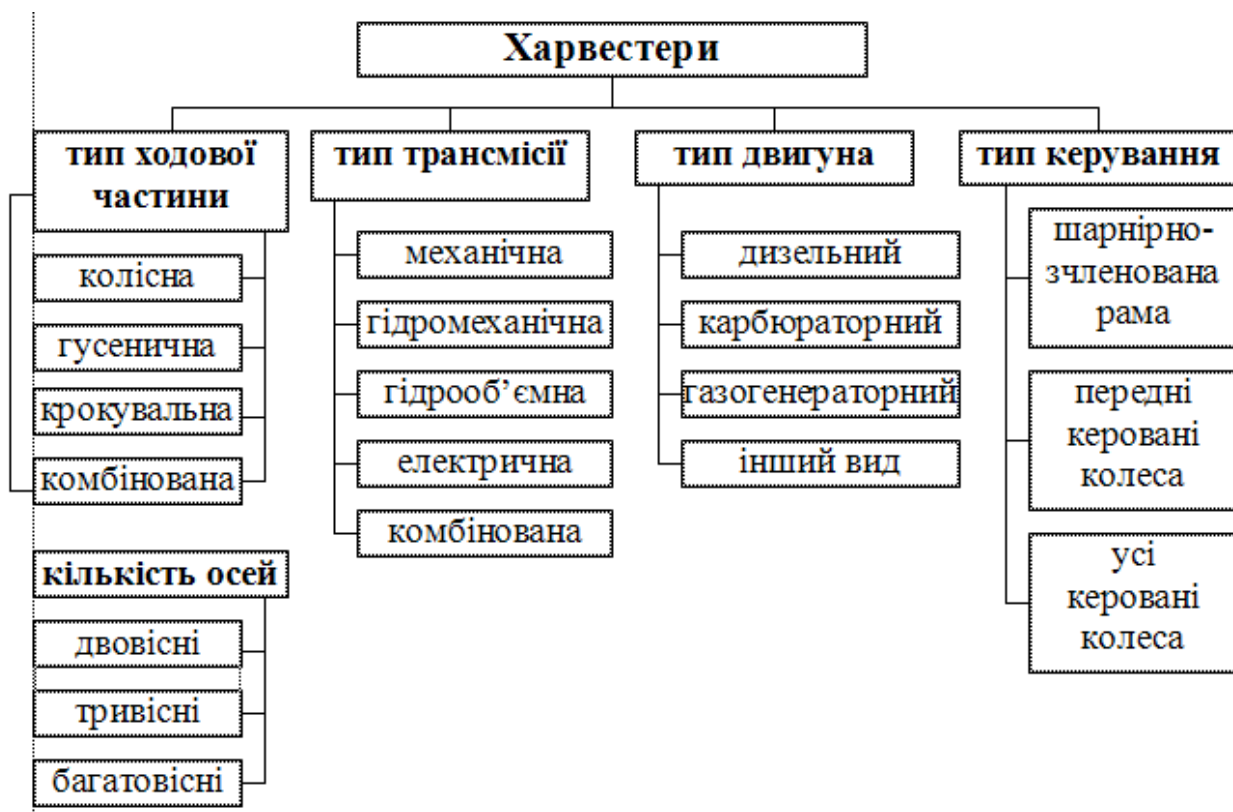 Харвестери
тип ходової
частини
колісна
гусенична
крокувальна
комбінована
кількість осей
двовісні
тривісні
багатовісні
тип трансмісії
механічна
гідромеханічна
гідрооб’ємна
електрична
комбінована
тип двигуна
дизельний
карбюраторний
газогенераторний
інший вид
тип керування
шарнірно-
зчленована
рама
передні
керовані
колеса
усі
керовані
колеса